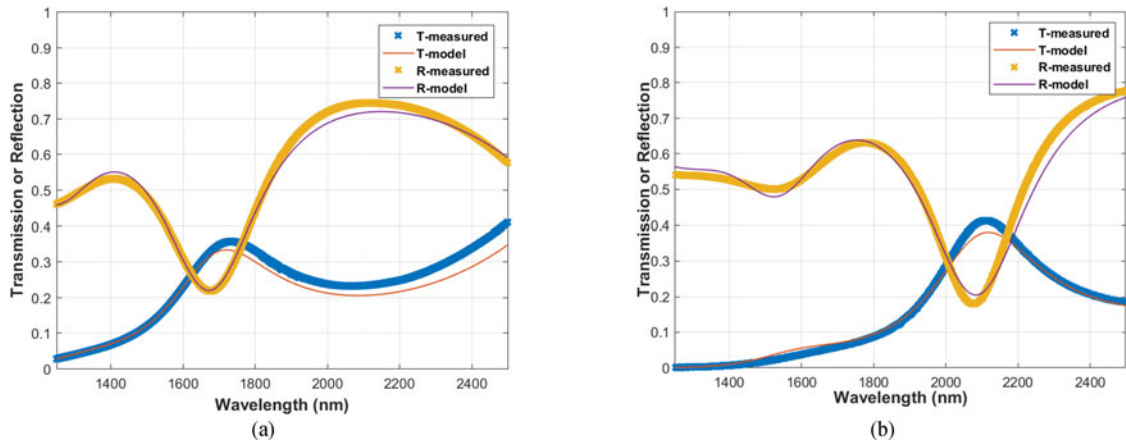 1
0.9
0.8
0.7
0.6
0.5
0.4
0.3
0.2
0.1
0
Transmission or Reflection
T-measured
T-model
R-measured
R-model
1400 1600 1800 2000 2200 2400
Wavelength (nm)
(a)
1
0.9
0.8
0.7
0.6
0.5
0.4
0.3
0.2
0.1
0
Transmission or Reflection
T-measured
T-model
R-measured
R-model
1400 1600 1800 2000 2200 2400
Wavelength (nm)
(b)